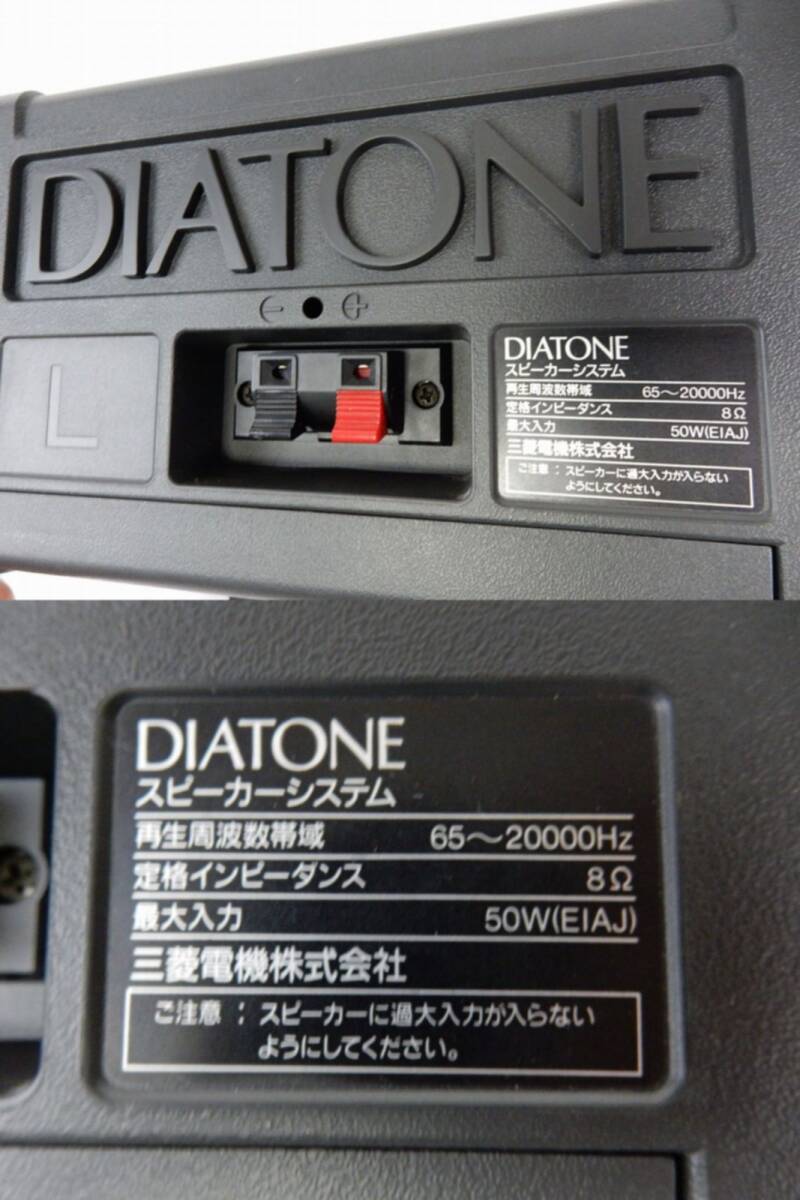 DIATONE
⊖ ● ⊕
L
DIATONE
スピーカーシステム
再生周波数帯域 65〜20000Hz
定格インピーダンス 8Ω
最大入力 50W(EIAJ)
三菱電機株式会社
ご注意：スピーカーに過大入力が入らない
ようにしてください。
DIATONE
スピーカーシステム
再生周波数帯域 65〜20000Hz
定格インピーダンス 8Ω
最大入力 50W(EIAJ)
三菱電機株式会社
ご注意：スピーカーに過大入力が入らない
ようにしてください。